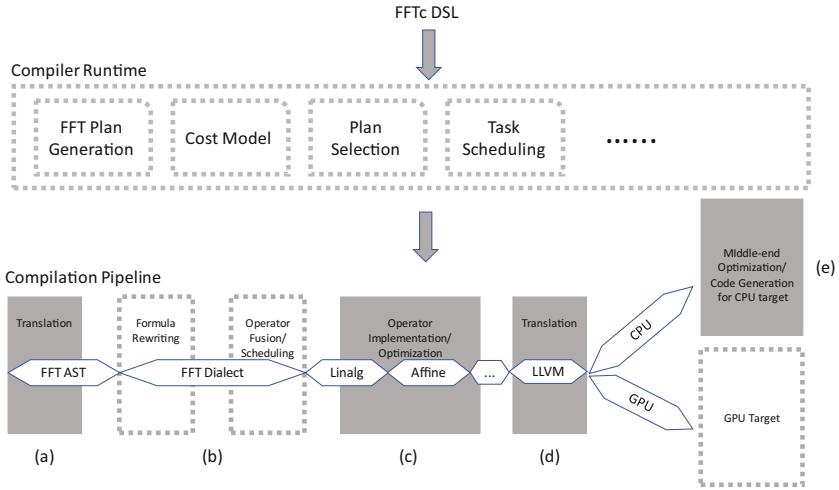 FFTc DSL
Compiler Runtime
FFT Plan
Generation
Cost Model
Plan
Selection
Task
Scheduling
......
Compilation Pipeline
Translation
Formula
Rewriting
Operator
Fusion/
Scheduling
Operator
Implementation/
Optimization
Translation
MIddle-end
Optimization/
Code Generation
for CPU target
(e)
FFT AST
FFT Dialect
Linalg
Affine
...
LLVM
CPU
GPU
GPU Target
(a)
(b)
(c)
(d)